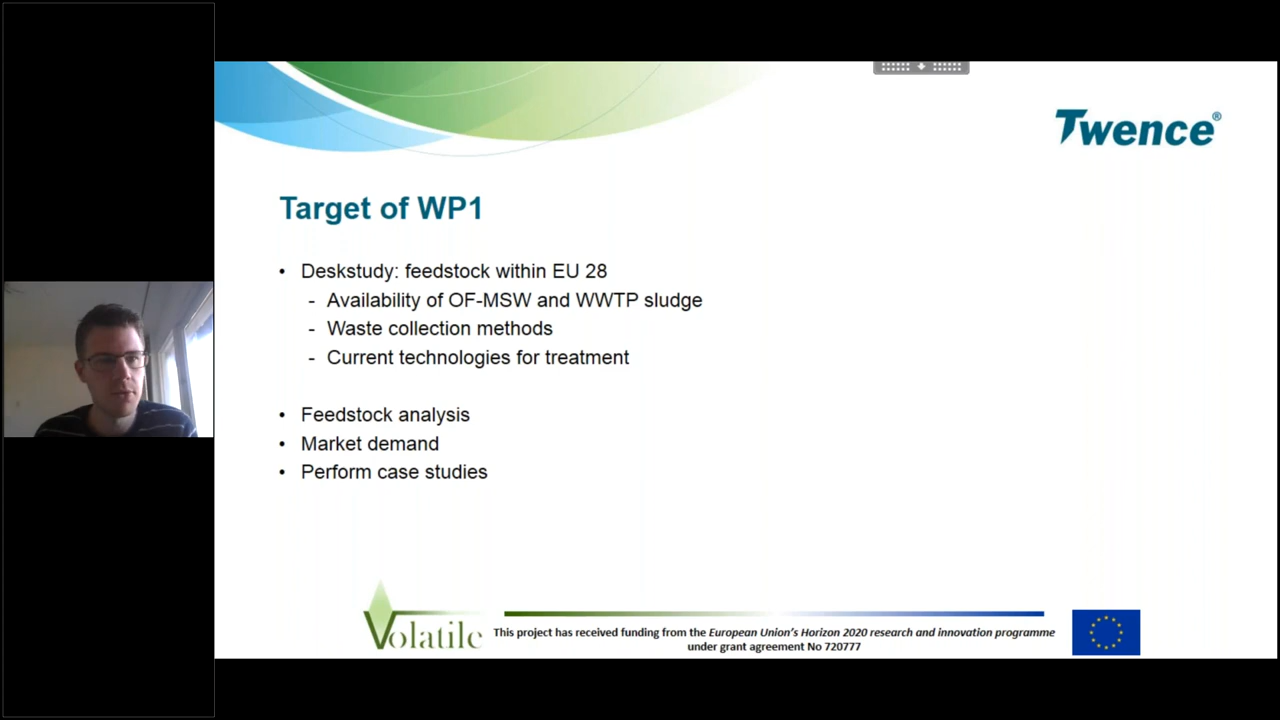 Twence®
Target of WP1
• Deskstudy: feedstock within EU 28
- Availability of OF-MSW and WWTP sludge
- Waste collection methods
- Current technologies for treatment
• Feedstock analysis
• Market demand
• Perform case studies
Volatile
This project has received funding from the European Union's Horizon 2020 research and innovation programme
under grant agreement No 720777